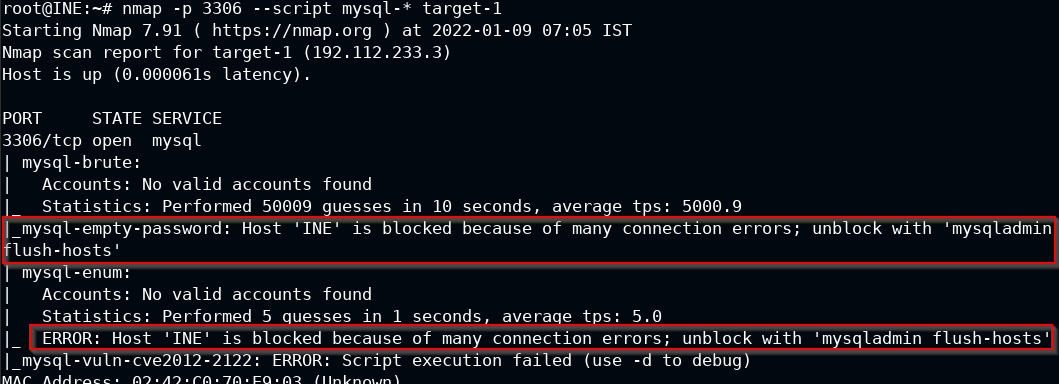 root@INE:~# nmap -p 3306 --script mysql-* target-1
Starting Nmap 7.91 ( https://nmap.org ) at 2022-01-09 07:05 IST
Nmap scan report for target-1 (192.112.233.3)
Host is up (0.000061s latency).
PORT     STATE SERVICE
3306/tcp open  mysql
| mysql-brute:
|   Accounts: No valid accounts found
|_  Statistics: Performed 50009 guesses in 10 seconds, average tps: 5000.9
|_mysql-empty-password: Host 'INE' is blocked because of many connection errors; unblock with 'mysqladmin
flush-hosts'
| mysql-enum:
|   Accounts: No valid accounts found
|   Statistics: Performed 5 guesses in 1 seconds, average tps: 5.0
|_  ERROR: Host 'INE' is blocked because of many connection errors; unblock with 'mysqladmin flush-hosts'
|_mysql-vuln-cve2012-2122: ERROR: Script execution failed (use -d to debug)
MAC Address: 02:42:C0:70:E9:03 (Unknown)